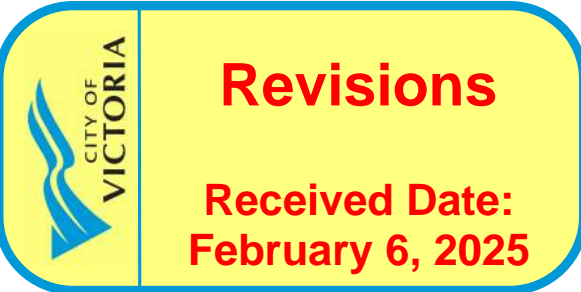 CITY OF
VICTORIA
Revisions
Received Date:
February 6, 2025